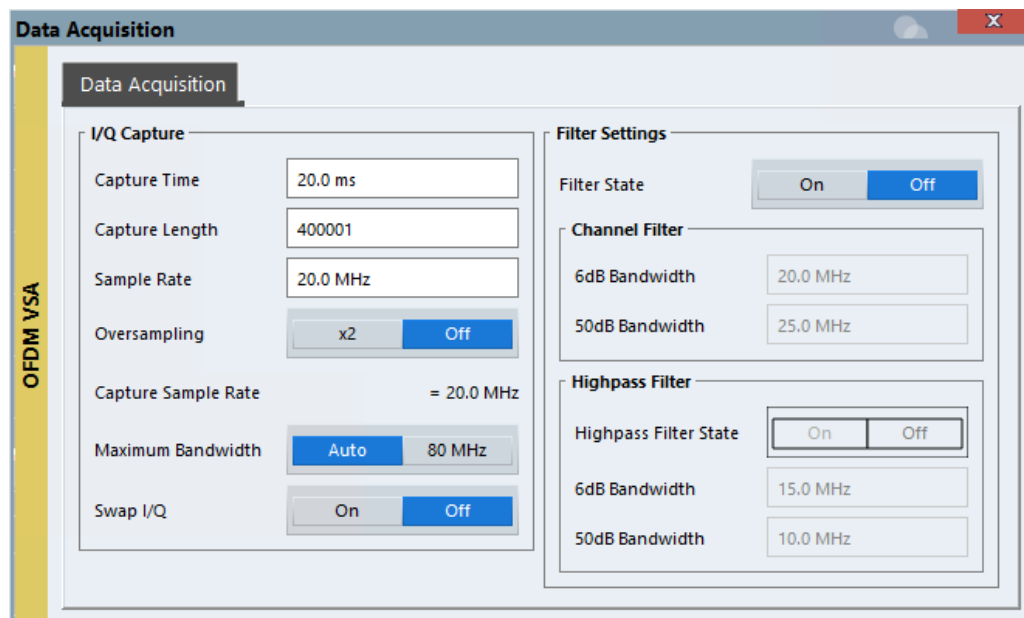 Data Acquisition
X
OFDM VSA
Data Acquisition
I/Q Capture
Capture Time 20.0 ms
Capture Length 400001
Sample Rate 20.0 MHz
Oversampling x2 Off
Capture Sample Rate = 20.0 MHz
Maximum Bandwidth Auto 80 MHz
Swap I/Q On Off
Filter Settings
Filter State On Off
Channel Filter
6dB Bandwidth 20.0 MHz
50dB Bandwidth 25.0 MHz
Highpass Filter
Highpass Filter State On Off
6dB Bandwidth 15.0 MHz
50dB Bandwidth 10.0 MHz